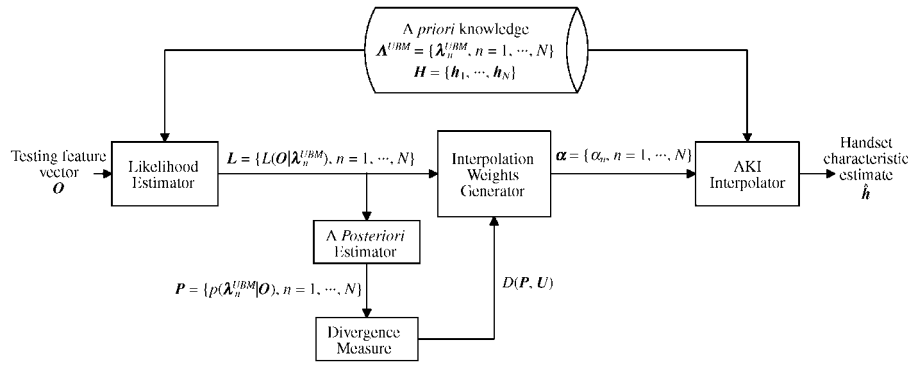 A priori knowledge
Λ^{UBM} = {λ_n^{UBM}, n = 1, ⋯, N}
H = {h_1, ⋯, h_N}
Testing feature
vector
O
Likelihood
Estimator
L = {L(O|λ_n^{UBM}), n = 1, ⋯, N}
Interpolation
Weights
Generator
α = {α_n, n = 1, ⋯, N}
AKI
Interpolator
Handset
characteristic
estimate
ĥ
A Posteriori
Estimator
P = {p(λ_n^{UBM}|O), n = 1, ⋯, N}
D(P, U)
Divergence
Measure